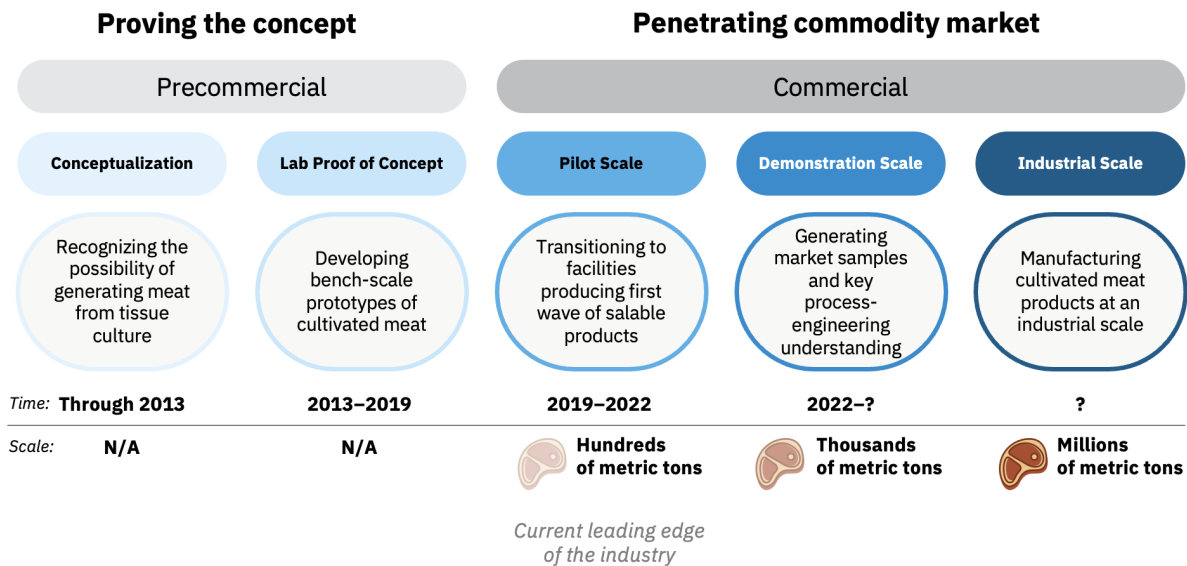 Proving the concept
Penetrating commodity market
Precommercial
Commercial
Conceptualization
Lab Proof of Concept
Pilot Scale
Demonstration Scale
Industrial Scale
Recognizing the
possibility of
generating meat
from tissue
culture
Developing
bench-scale
prototypes of
cultivated meat
Transitioning to
facilities
producing first
wave of salable
products
Generating
market samples
and key
process-
engineering
understanding
Manufacturing
cultivated meat
products at an
industrial scale
Time: Through 2013
2013–2019
2019–2022
2022–?
?
Scale:
N/A
N/A
Hundreds
of metric tons
Thousands
of metric tons
Millions
of metric tons
Current leading edge
of the industry